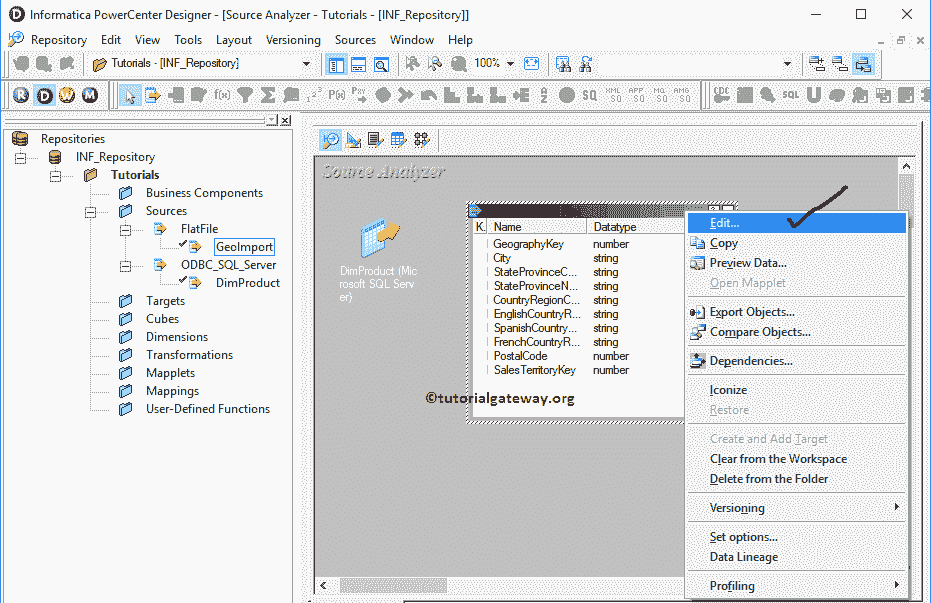 Informatica PowerCenter Designer - [Source Analyzer - Tutorials - [INF_Repository]]
Repository Edit View Tools Layout Versioning Sources Window Help
Tutorials - [INF_Repository] 100%
R D W M f(x) SQL
Repositories
INF_Repository
Tutorials
Business Components
Sources
FlatFile
GeoImport
ODBC_SQL_Server
DimProduct
Targets
Cubes
Dimensions
Transformations
Mapplets
Mappings
User-Defined Functions
Source Analyzer
DimProduct (Mic
rosoft SQL Serv
er)
K. Name Datatype
GeographyKey number
City string
StateProvinceC... string
StateProvinceN... string
CountryRegionC... string
EnglishCountryR... string
SpanishCountry... string
FrenchCountryR... string
PostalCode number
SalesTerritoryKey number
©tutorialgateway.org
Edit...
Copy
Preview Data...
Open Mapplet
Export Objects...
Compare Objects...
Dependencies...
Iconize
Restore
Create and Add Target
Clear from the Workspace
Delete from the Folder
Versioning
Set options...
Data Lineage
Profiling